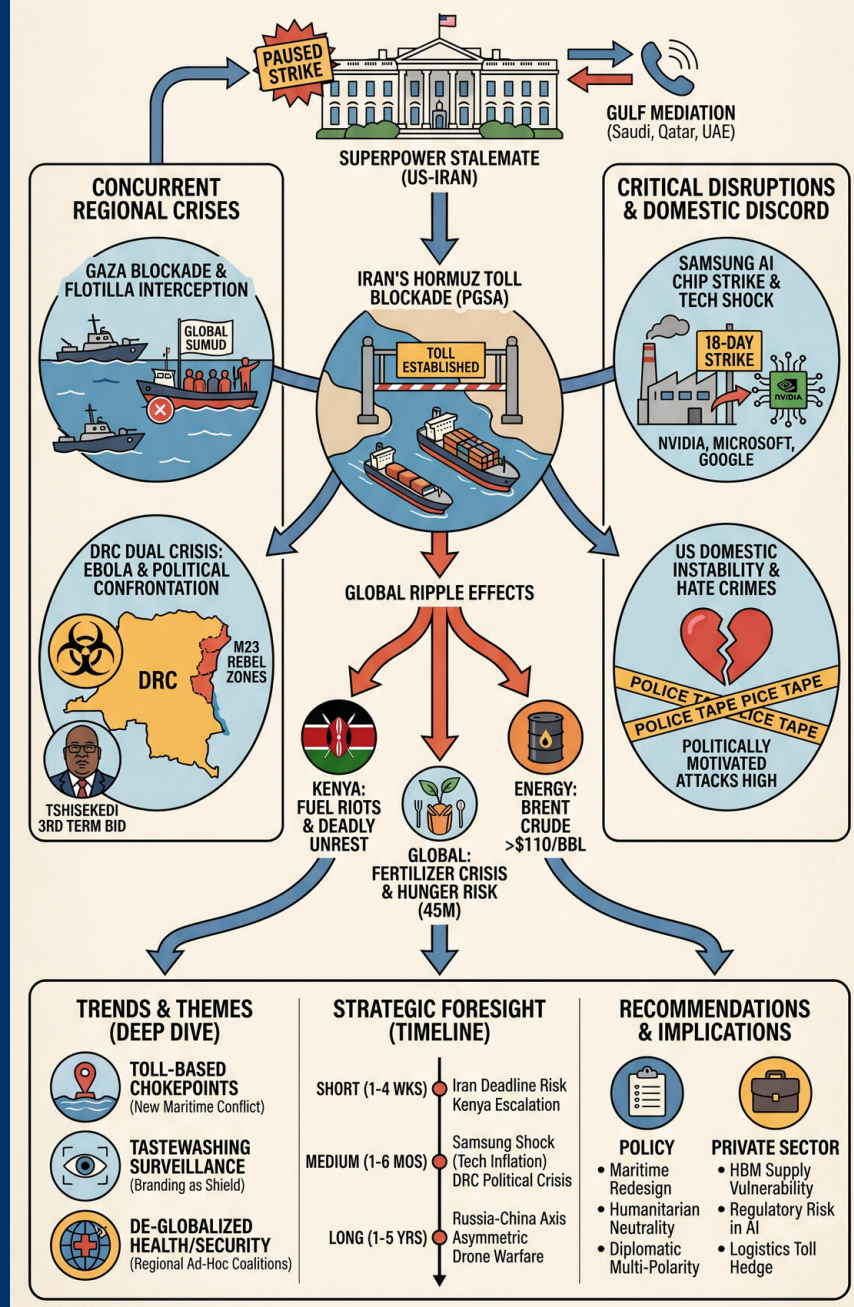 PAUSED
STRIKE
GULF MEDIATION
(Saudi, Qatar, UAE)
SUPERPOWER STALEMATE
(US-IRAN)
CONCURRENT
REGIONAL CRISES
GAZA BLOCKADE &
FLOTILLA INTERCEPTION
GLOBAL
SUMUD
DRC DUAL CRISIS:
EBOLA & POLITICAL
CONFRONTATION
DRC
M23
REBEL
ZONES
TSHISEKEDI
3RD TERM BID
IRAN'S HORMUZ TOLL
BLOCKADE (PGSA)
TOLL
ESTABLISHED
CRITICAL DISRUPTIONS
& DOMESTIC DISCORD
SAMSUNG AI
CHIP STRIKE &
TECH SHOCK
18-DAY
STRIKE
NVIDIA
NVIDIA, MICROSOFT,
GOOGLE
US DOMESTIC
INSTABILITY &
HATE CRIMES
POLICE TAPE PICE TAPE
POLICE T LICE TAPE
POLITICALLY
MOTIVATED
ATTACKS HIGH
GLOBAL RIPPLE EFFECTS
KENYA:
FUEL RIOTS
& DEADLY
UNREST
GLOBAL:
FERTILIZER CRISIS
& HUNGER RISK
(45M)
ENERGY:
BRENT
CRUDE
>$110/BBL
TRENDS & THEMES
(DEEP DIVE)
TOLL-BASED
CHOKEPOINTS
(New Maritime Conflict)
TASTEWASHING
SURVEILLANCE
(Branding as Shield)
DE-GLOBALIZED
HEALTH/SECURITY
(Regional Ad-Hoc Coalitions)
STRATEGIC FORESIGHT
(TIMELINE)
SHORT (1-4 WKS)
Iran Deadline Risk
Kenya Escalation
MEDIUM (1-6 MOS)
Samsung Shock
(Tech Inflation)
DRC Political Crisis
LONG (1-5 YRS)
Russia-China Axis
Asymmetric
Drone Warfare
RECOMMENDATIONS
& IMPLICATIONS
POLICY
• Maritime
Redesign
• Humanitarian
Neutrality
• Diplomatic
Multi-Polarity
PRIVATE SECTOR
• HBM Supply
Vulnerability
• Regulatory Risk
in AI
• Logistics Toll
Hedge